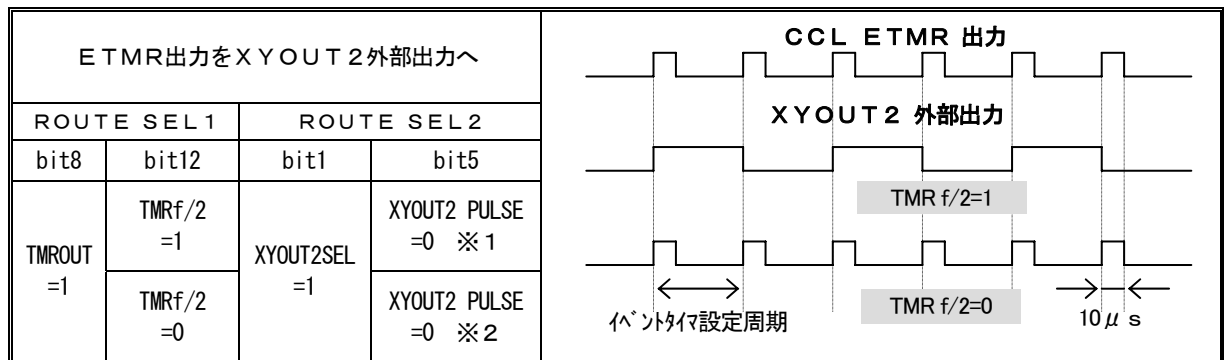 ETMR出力をXYOUT2外部出力へ
ROUTE SEL1
ROUTE SEL2
bit8
bit12
bit1
bit5
TMROUT
=1
TMRf/2
=1
XYOUT2SEL
=1
XYOUT2 PULSE
=0 ※1
TMRf/2
=0
XYOUT2 PULSE
=0 ※2
CCL ETMR 出力
XYOUT2 外部出力
TMR f/2=1
TMR f/2=0
イベントタイマ設定周期
10μs